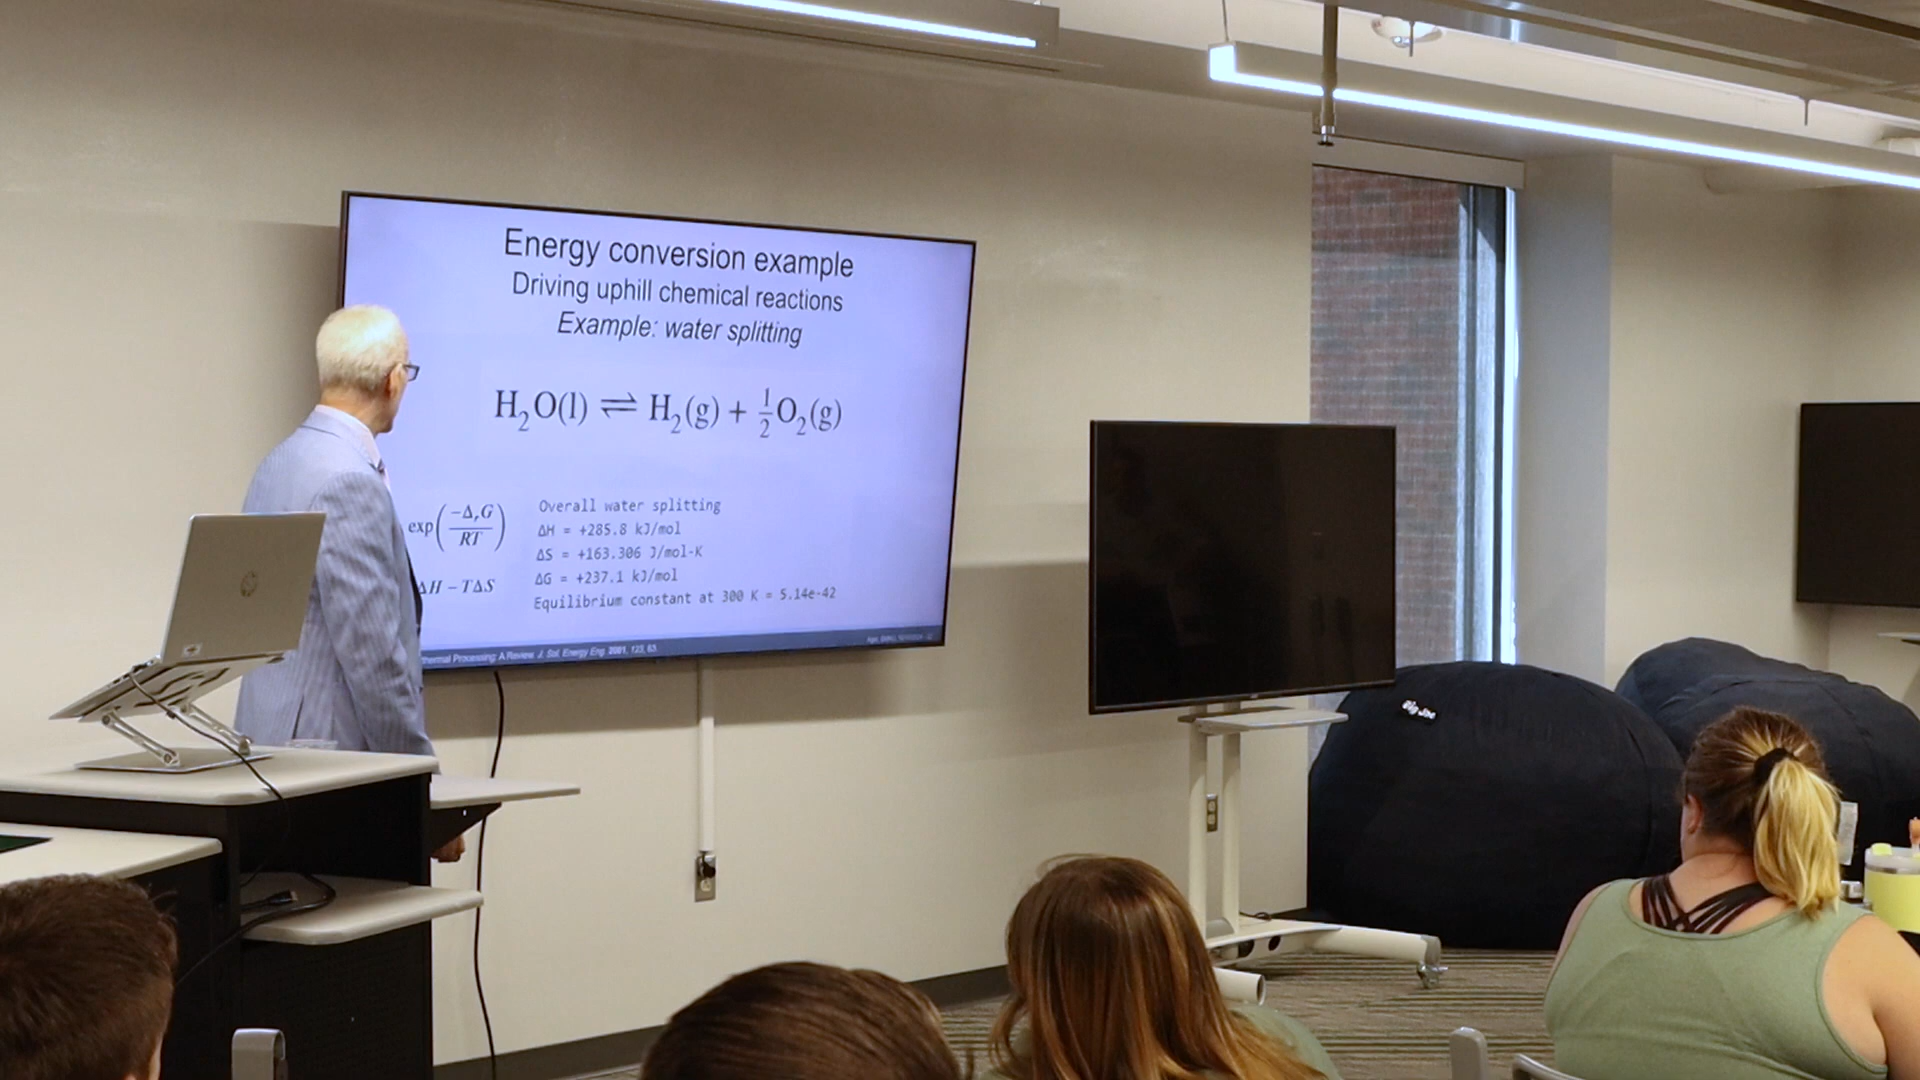 Energy conversion example
Driving uphill chemical reactions
Example: water splitting
H₂O(l) ⇌ H₂(g) + ½O₂(g)
exp(−ΔᵣG/RT)
ΔH − TΔS
Overall water splitting
ΔH = +285.8 kJ/mol
ΔS = +163.306 J/mol-K
ΔG = +237.1 kJ/mol
Equilibrium constant at 300 K = 5.14e-42
thermal Processing: A Review J. Sol. Energy Eng. 2001, 123, 63.
Big Joe